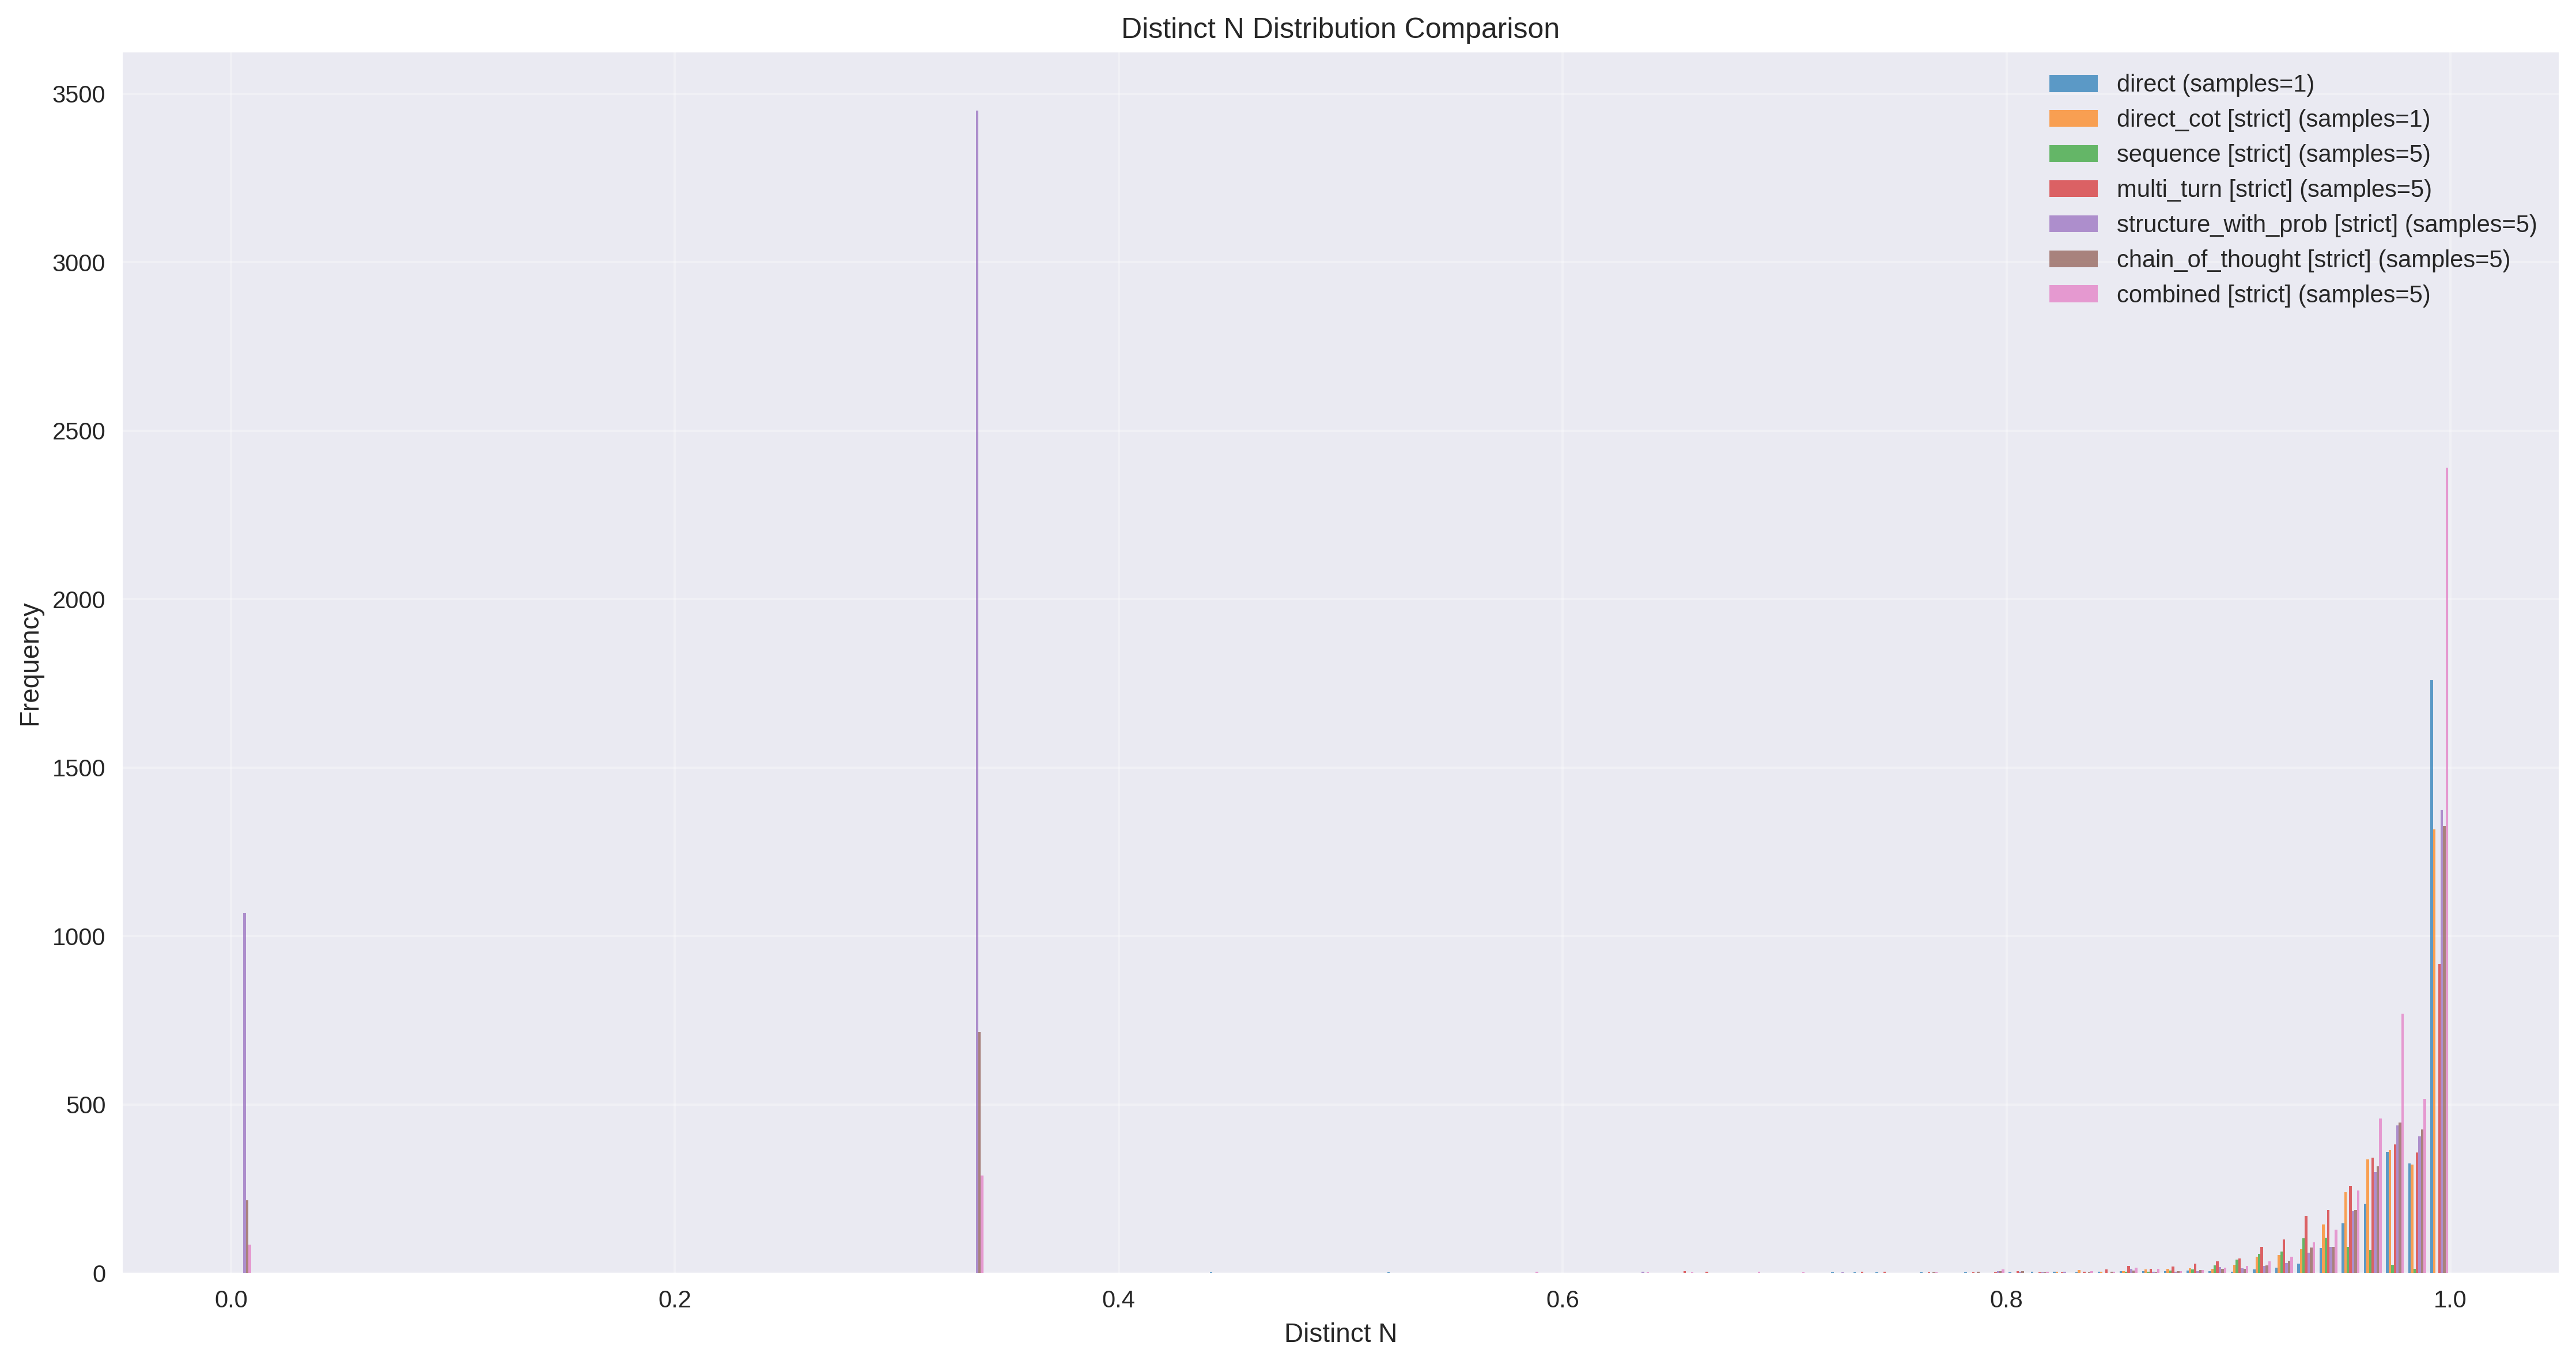 Distinct N Distribution Comparison
direct (samples=1)
direct_cot [strict] (samples=1)
sequence [strict] (samples=5)
multi_turn [strict] (samples=5)
structure_with_prob [strict] (samples=5)
chain_of_thought [strict] (samples=5)
combined [strict] (samples=5)
Frequency
3500
3000
2500
2000
1500
1000
500
0
0.0
0.2
0.4
0.6
0.8
1.0
Distinct N